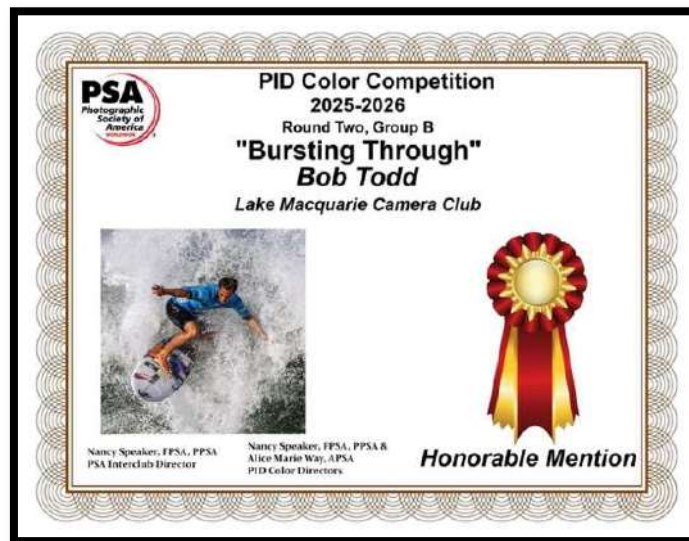 PSA
Photographic
Society of
America
WORLDWIDE
®
PID Color Competition
2025-2026
Round Two, Group B
"Bursting Through"
Bob Todd
Lake Macquarie Camera Club
Nancy Speaker, FPSA, PPSA
PSA Interclub Director
Nancy Speaker, FPSA, PPSA &
Alice Marie Way, APSA
PID Color Directors
Honorable Mention